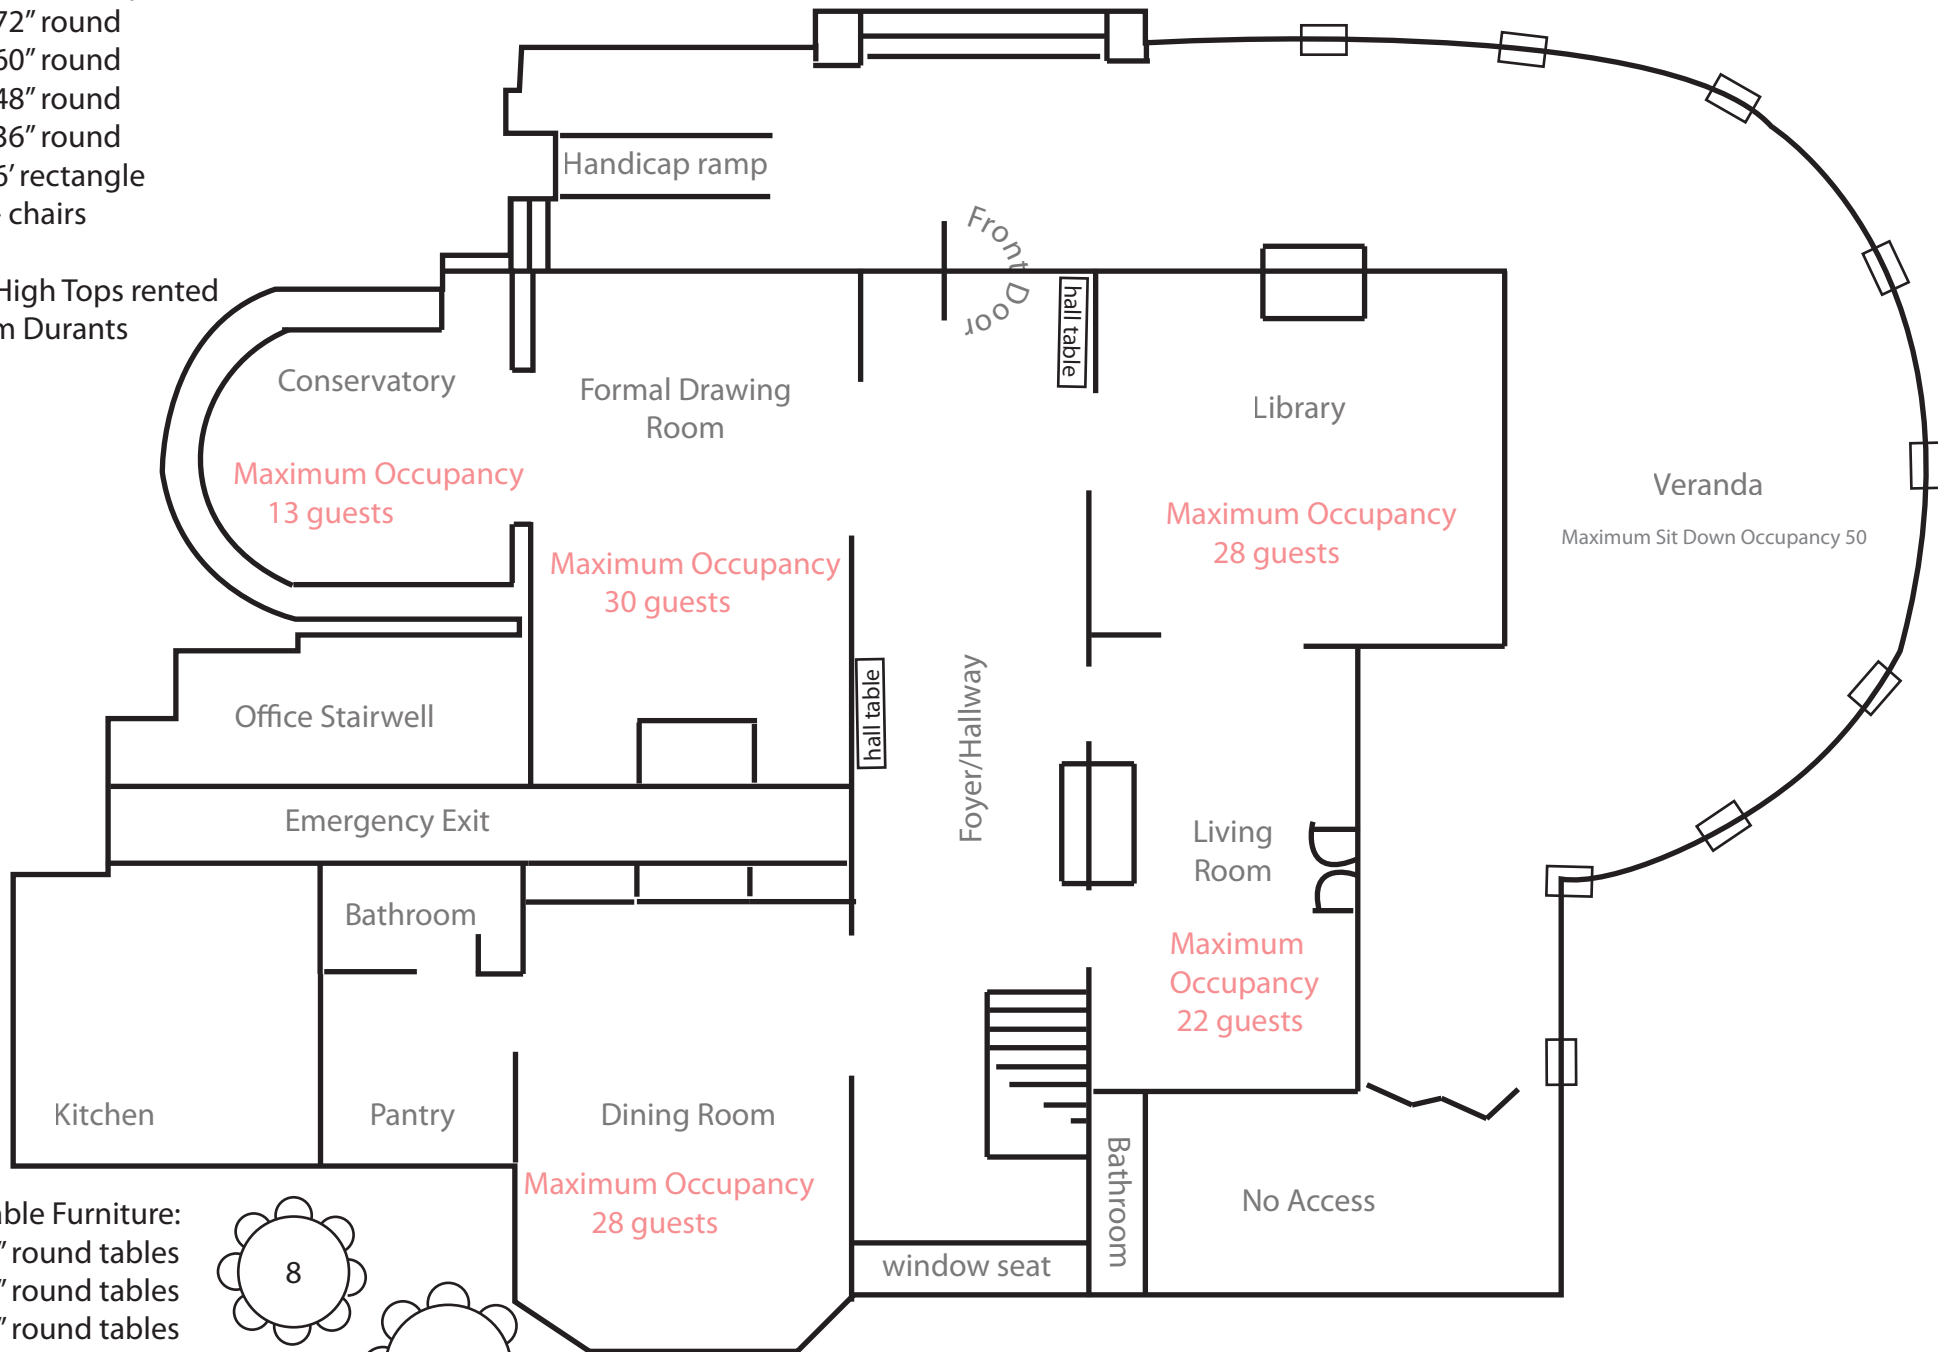 72” round
60” round
48” round
36” round
6’ rectangle
chairs
High Tops rented
m Durants
Handicap ramp
Front Door
hall table
Conservatory
Maximum Occupancy
13 guests
Formal Drawing
Room
Maximum Occupancy
30 guests
Library
Maximum Occupancy
28 guests
Veranda
Maximum Sit Down Occupancy 50
Office Stairwell
hall table
Foyer/Hallway
Emergency Exit
Living
Room
Maximum
Occupancy
22 guests
Bathroom
Kitchen
Pantry
Dining Room
Maximum Occupancy
28 guests
Bathroom
No Access
window seat
able Furniture:
” round tables
” round tables
” round tables
8